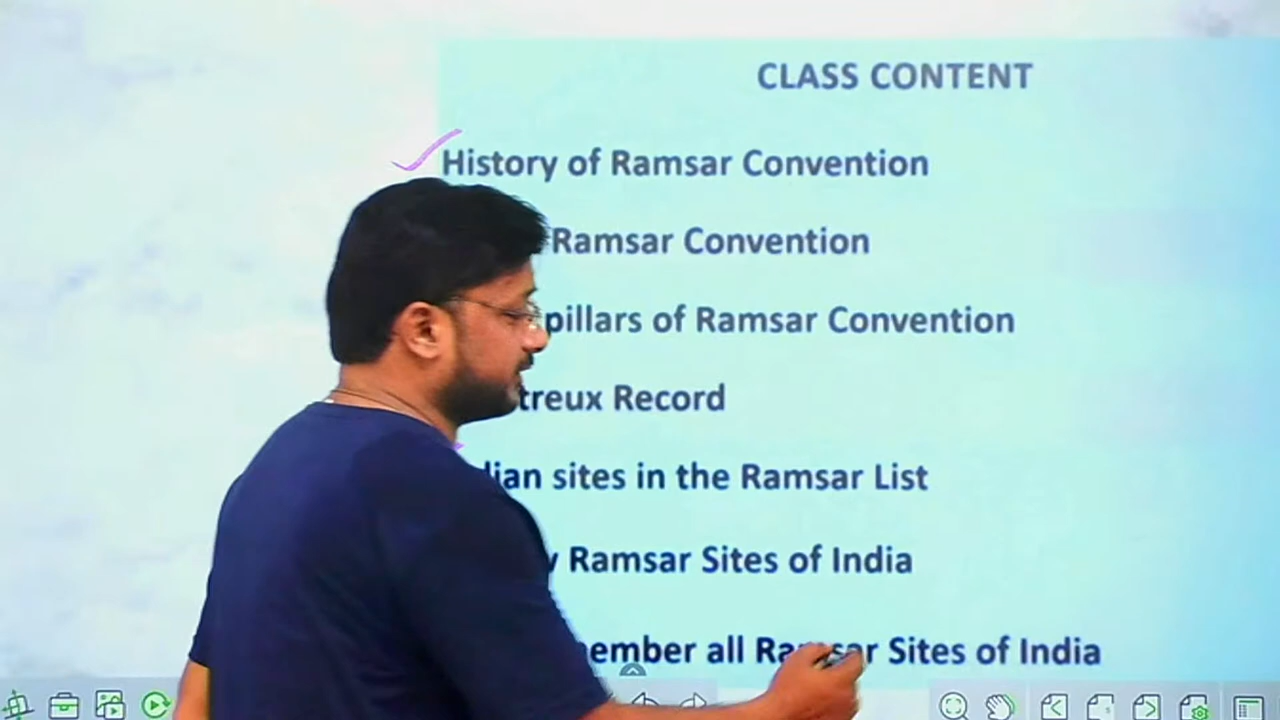 CLASS CONTENT
History of Ramsar Convention
Ramsar Convention
pillars of Ramsar Convention
treux Record
dian sites in the Ramsar List
Ramsar Sites of India
ember all Ramsar Sites of India